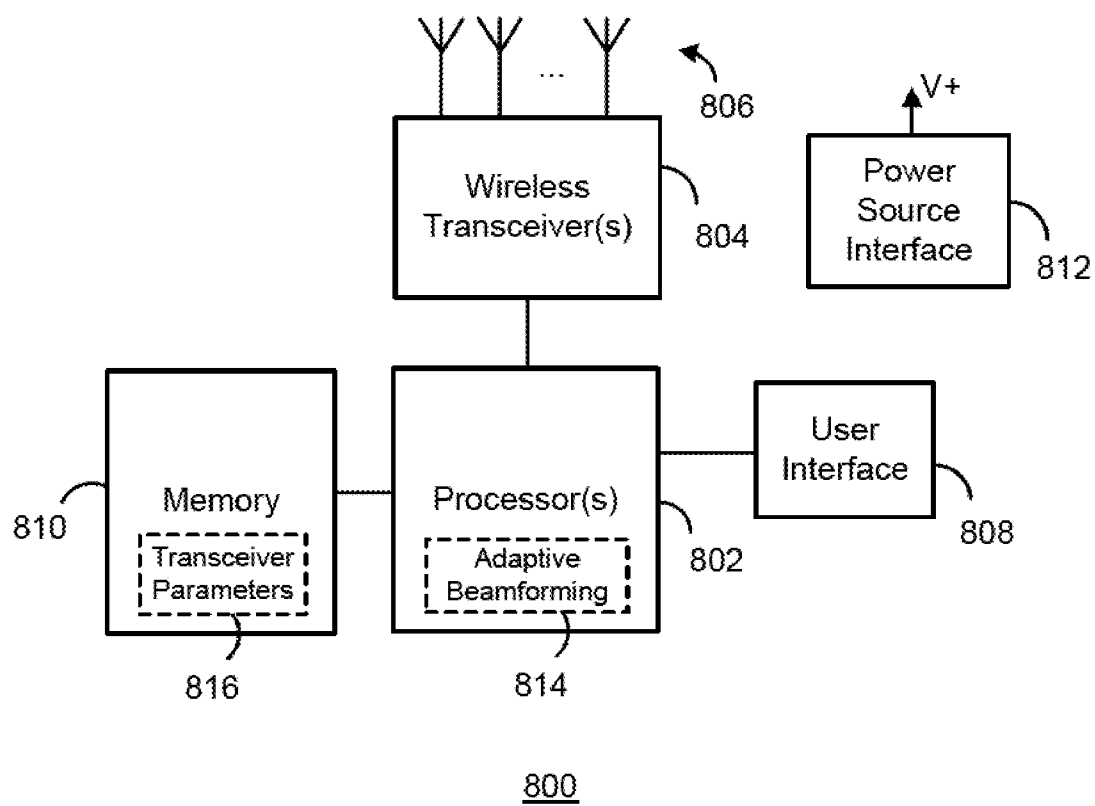 ...
806
V+
Wireless
Transceiver(s)
804
Power
Source
Interface
812
Memory
810
Transceiver
Parameters
816
Processor(s)
802
Adaptive
Beamforming
814
User
Interface
808
800